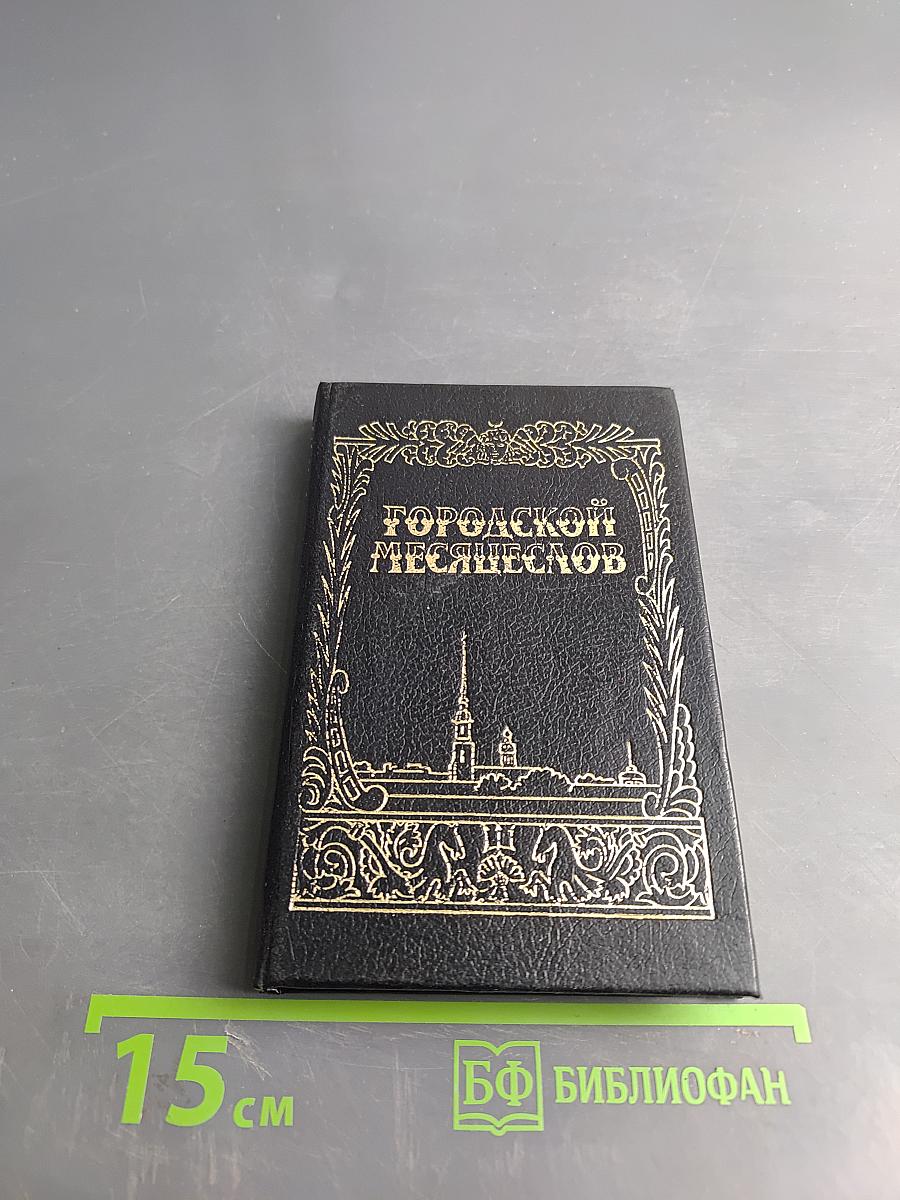 ГОРОДСКОЙ
МЕСЯЦЕСЛОВ
15 см
БФ БИБЛИОФАН